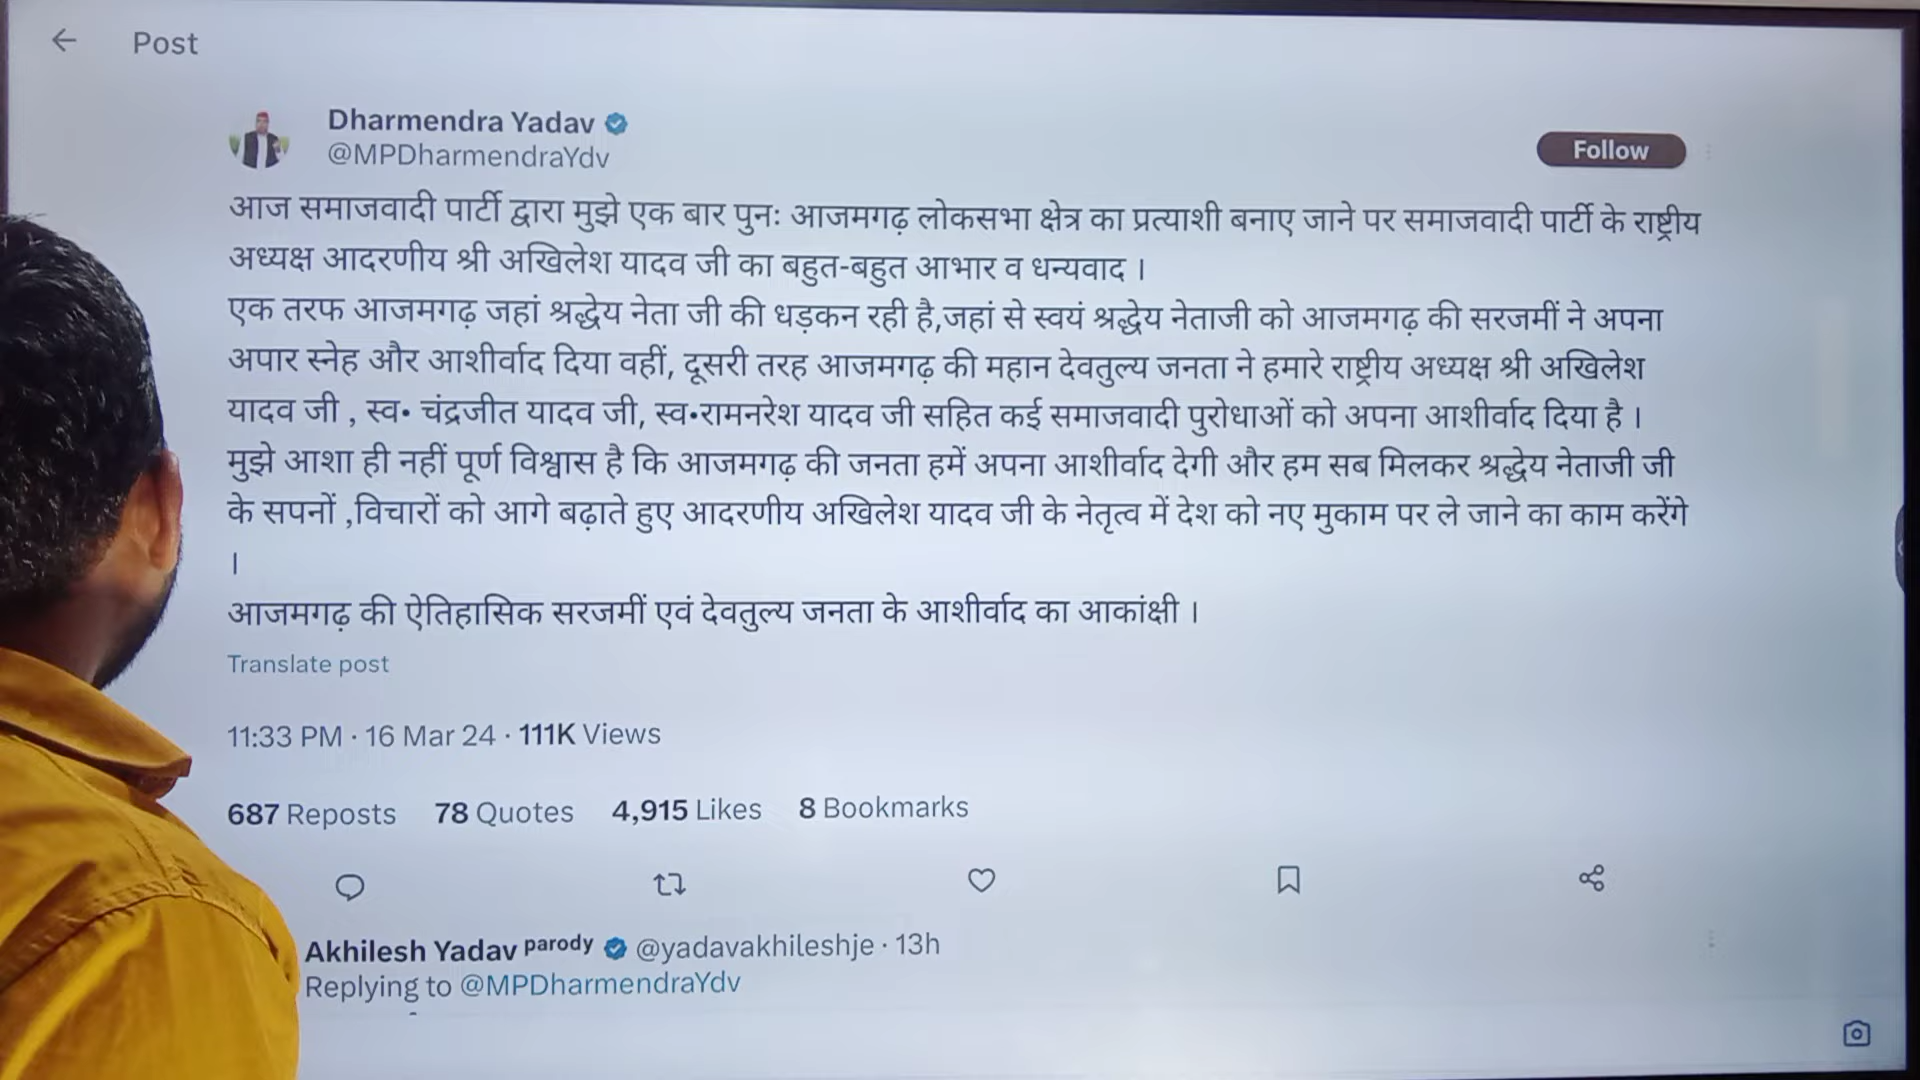 Post
Dharmendra Yadav
@MPDharmendraYdv
Follow
आज समाजवादी पार्टी द्वारा मुझे एक बार पुनः आजमगढ़ लोकसभा क्षेत्र का प्रत्याशी बनाए जाने पर समाजवादी पार्टी के राष्ट्रीय
अध्यक्ष आदरणीय श्री अखिलेश यादव जी का बहुत-बहुत आभार व धन्यवाद ।
एक तरफ आजमगढ़ जहां श्रद्धेय नेता जी की धड़कन रही है,जहां से स्वयं श्रद्धेय नेताजी को आजमगढ़ की सरजमीं ने अपना
अपार स्नेह और आशीर्वाद दिया वहीं, दूसरी तरह आजमगढ़ की महान देवतुल्य जनता ने हमारे राष्ट्रीय अध्यक्ष श्री अखिलेश
यादव जी , स्व• चंद्रजीत यादव जी, स्व•रामनरेश यादव जी सहित कई समाजवादी पुरोधाओं को अपना आशीर्वाद दिया है ।
मुझे आशा ही नहीं पूर्ण विश्वास है कि आजमगढ़ की जनता हमें अपना आशीर्वाद देगी और हम सब मिलकर श्रद्धेय नेताजी जी
के सपनों ,विचारों को आगे बढ़ाते हुए आदरणीय अखिलेश यादव जी के नेतृत्व में देश को नए मुकाम पर ले जाने का काम करेंगे
।
आजमगढ़ की ऐतिहासिक सरजमीं एवं देवतुल्य जनता के आशीर्वाद का आकांक्षी ।
Translate post
11:33 PM · 16 Mar 24 · 111K Views
687 Reposts 78 Quotes 4,915 Likes 8 Bookmarks
Akhilesh Yadav parody @yadavakhileshje · 13h
Replying to @MPDharmendraYdv